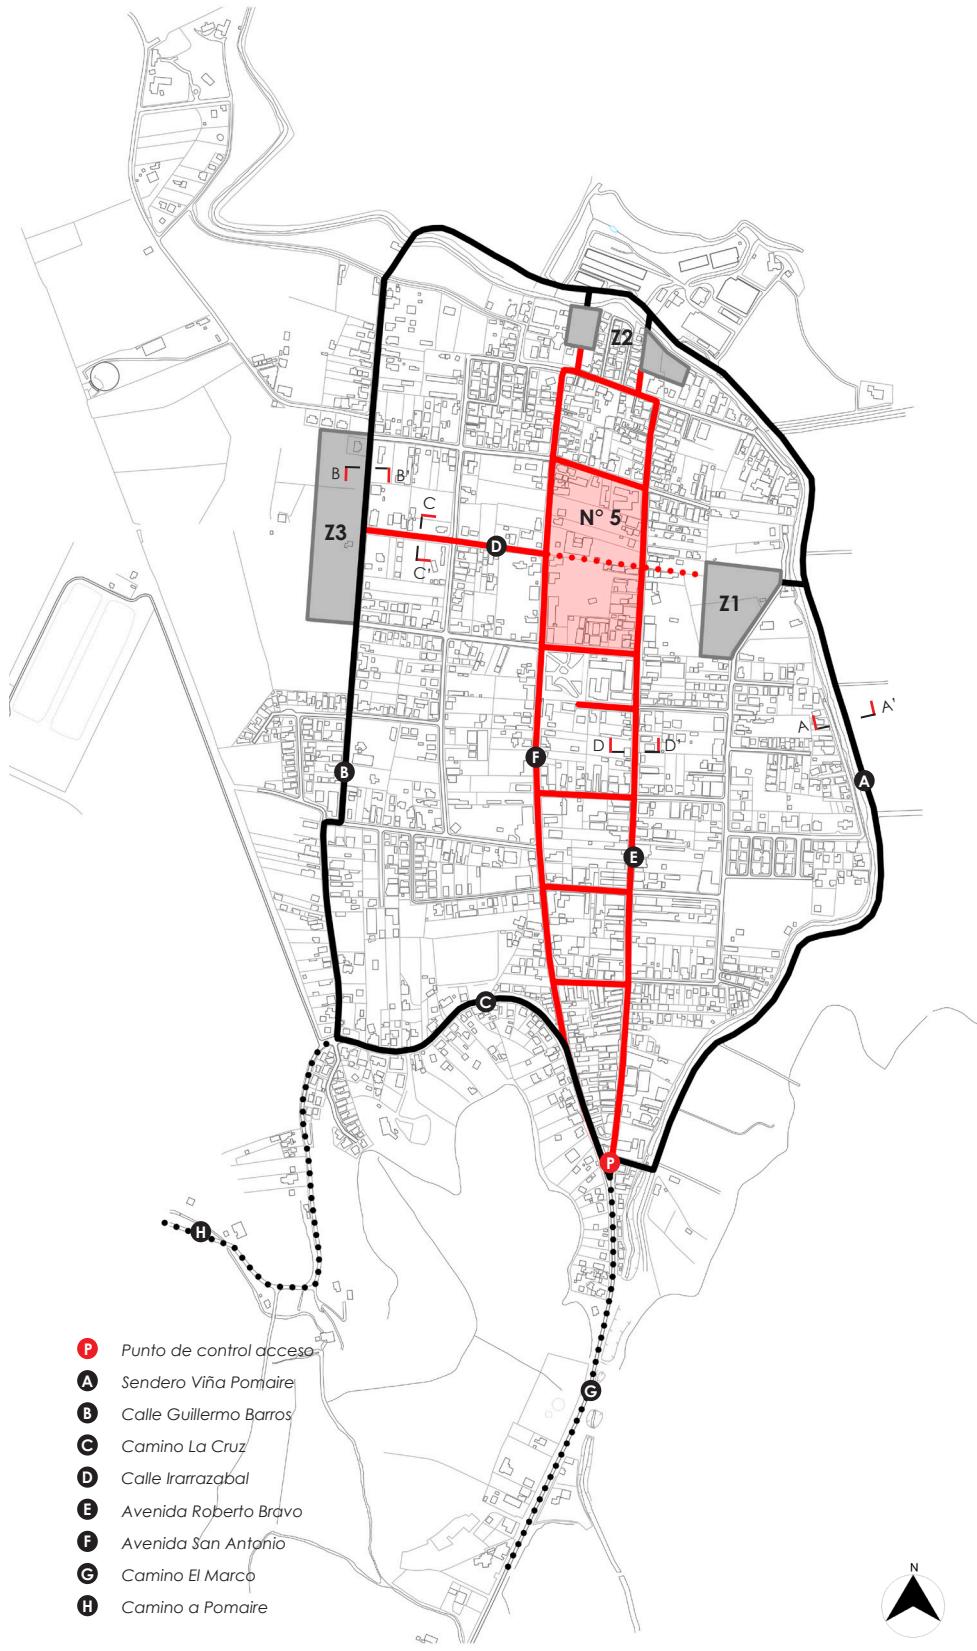 Z2
D
B
B'
C
N° 5
Z3
D
C'
Z1
A
A'
D
D'
F
B
A
E
C
P
H
P Punto de control acceso
A Sendero Viña Pomaire
G
B Calle Guillermo Barros
C Camino La Cruz
D Calle Irarrazabal
E Avenida Roberto Bravo
F Avenida San Antonio
G Camino El Marco
H Camino a Pomaire
N